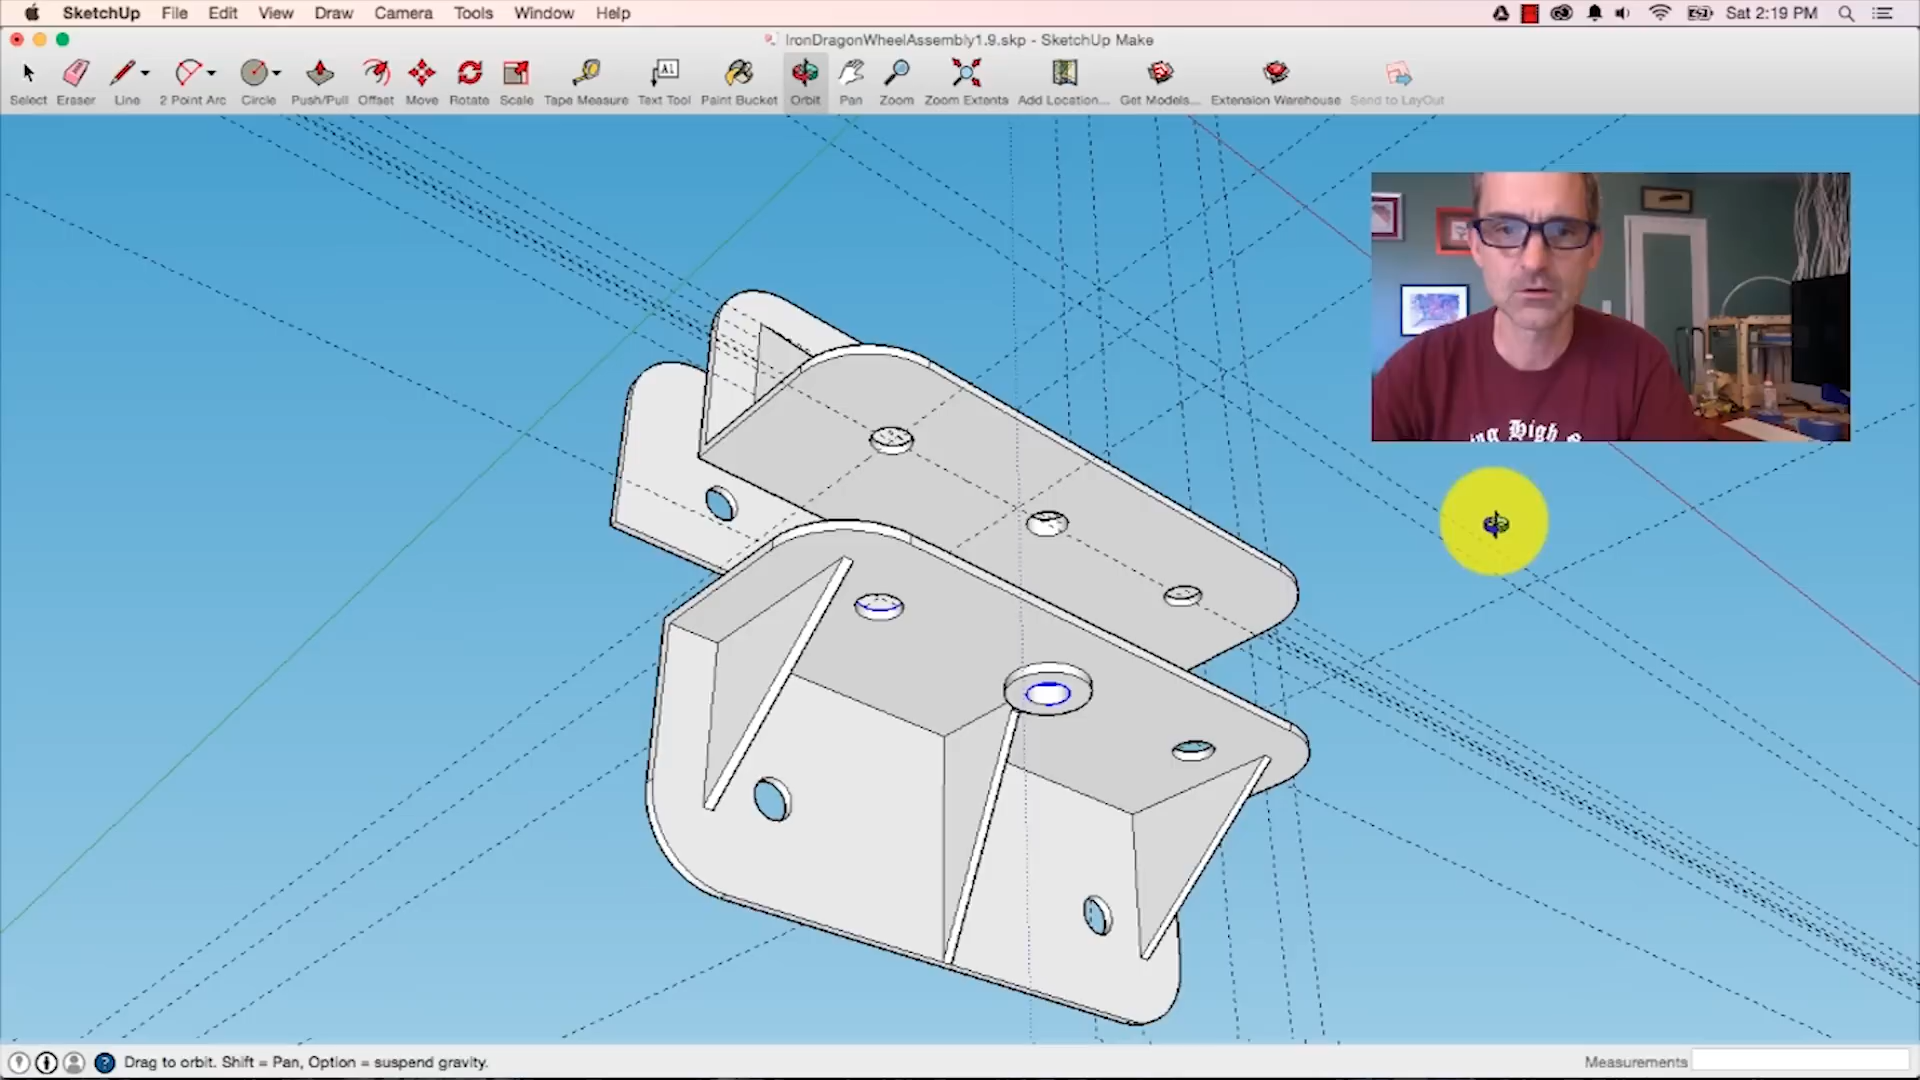 SketchUp File Edit View Draw Camera Tools Window Help Sat 2:19 PM
IronDragonWheelAssembly1.9.skp - SketchUp Make
A1
Select Eraser Line 2 Point Arc Circle Push/Pull Offset Move Rotate Scale Tape Measure Text Tool Paint Bucket Orbit Pan Zoom Zoom Extents Add Location... Get Models... Extension Warehouse Send to LayOut
High
Drag to orbit. Shift = Pan, Option = suspend gravity. Measurements